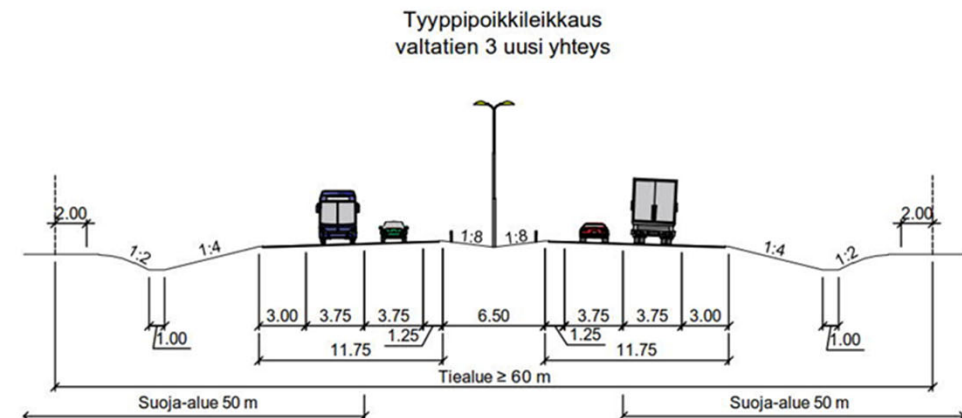 Tyyppipoikkileikkaus
valtatien 3 uusi yhteys
2.00
2.00
1:2
1:4
1:8
1:8
1:4
1:2
3.00 3.75 3.75 6.50 3.75 3.75 3.00
1.00
1.25
1.25
1.00
11.75
11.75
Tiealue ≥ 60 m
Suoja-alue 50 m
Suoja-alue 50 m